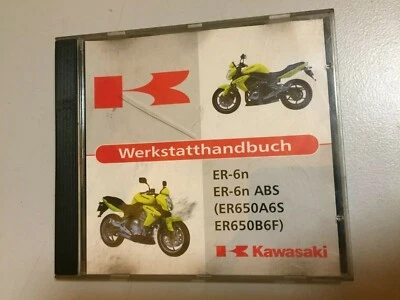 Werkstatthandbuch
ER-6n
ER-6n ABS
(ER650A6S
ER650B6F)
Kawasaki